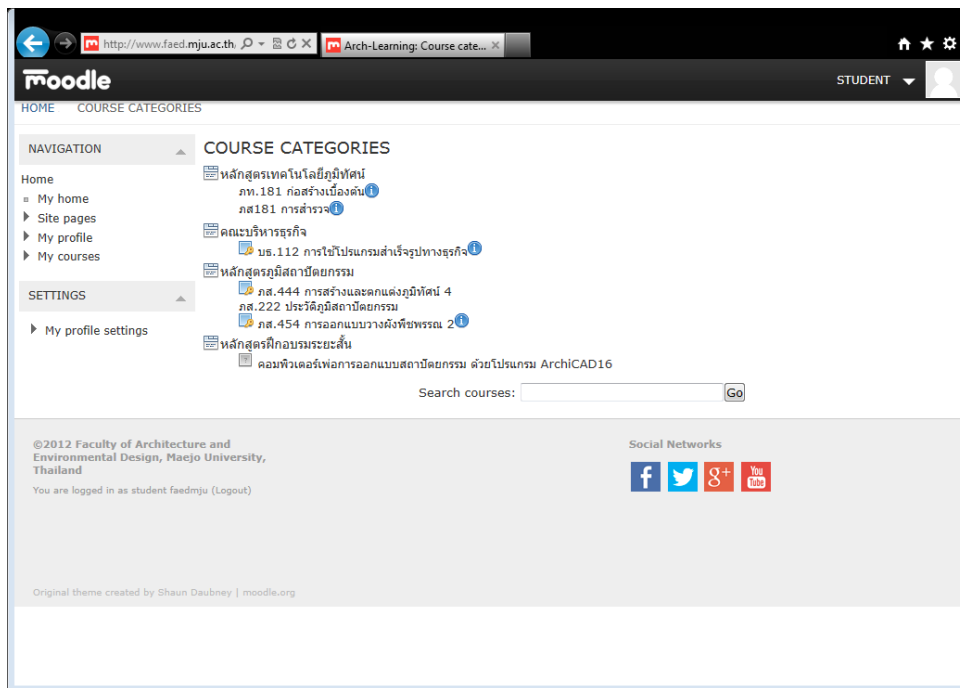 http://www.faed.mju.ac.th
Arch-Learning: Course cate...
moodle
STUDENT
HOME COURSE CATEGORIES
NAVIGATION
Home
My home
Site pages
My profile
My courses
SETTINGS
My profile settings
COURSE CATEGORIES
หลักสูตรเทคโนโลยีภูมิทัศน์
ภท.181 ก่อสร้างเบื้องต้น
ภส181 การสำรวจ
คณะบริหารธุรกิจ
บธ.112 การใช้โปรแกรมสำเร็จรูปทางธุรกิจ
หลักสูตรภูมิสถาปัตยกรรม
ภส.444 การสร้างและตกแต่งภูมิทัศน์ 4
ภส.222 ประวัติภูมิสถาปัตยกรรม
ภส.454 การออกแบบวางผังพืชพรรณ 2
หลักสูตรฝึกอบรมระยะสั้น
คอมพิวเตอร์เพ่อการออกแบบสถาปัตยกรรม ด้วยโปรแกรม ArchiCAD16
Search courses: Go
©2012 Faculty of Architecture and
Environmental Design, Maejo University,
Thailand
You are logged in as student faedmju (Logout)
Social Networks
f g+ You Tube
Original theme created by Shaun Daubney | moodle.org